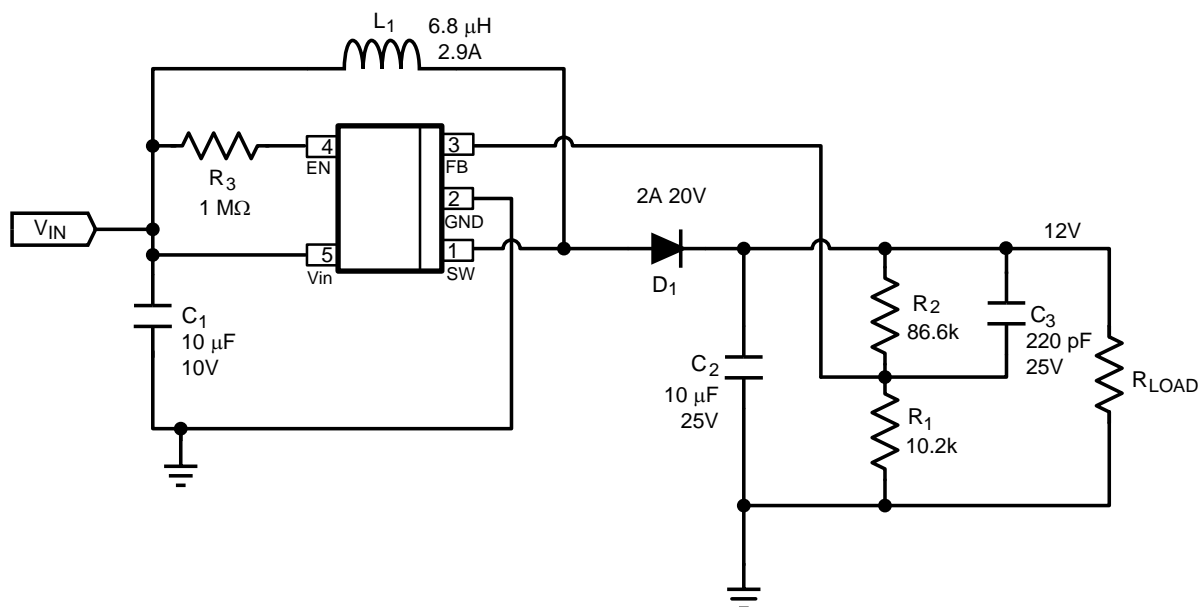 L1
6.8 μH
2.9A
4
EN
3
FB
R3
1 MΩ
2
GND
2A 20V
VIN
12V
5
Vin
1
SW
D1
C1
10 μF
10V
R2
86.6k
C3
220 pF
25V
C2
10 μF
25V
RLOAD
R1
10.2k